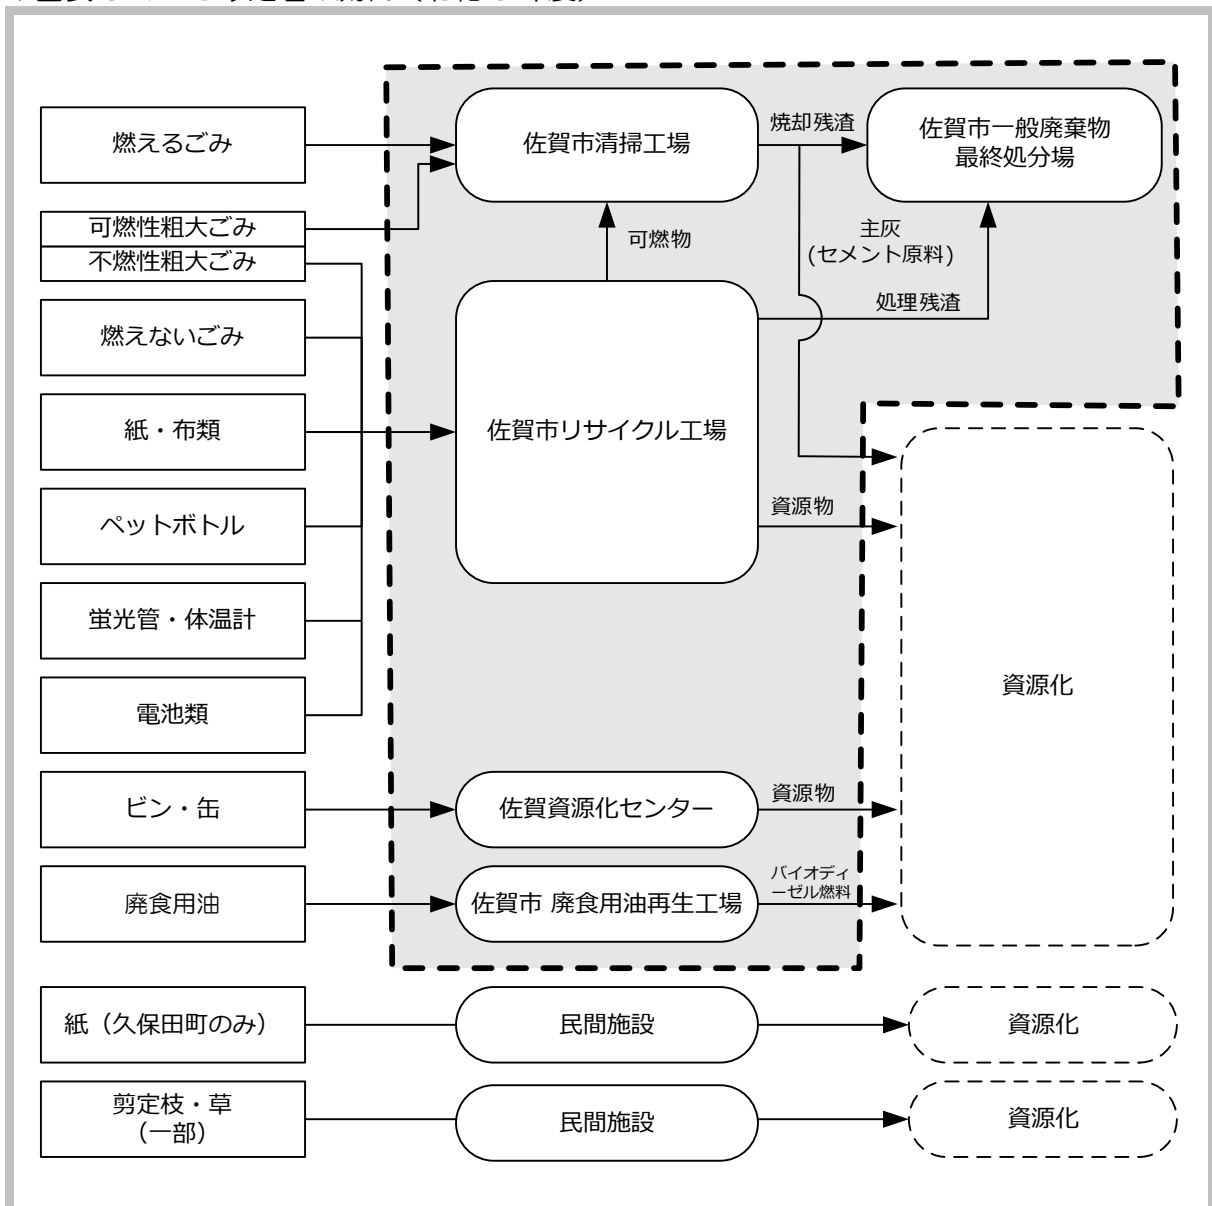 燃えるごみ
佐賀市清掃工場
焼却残渣
佐賀市一般廃棄物
最終処分場
可燃性粗大ごみ
不燃性粗大ごみ
可燃物
主灰
(セメント原料)
処理残渣
燃えないごみ
紙・布類
佐賀市リサイクル工場
ペットボトル
資源物
蛍光管・体温計
電池類
資源化
ビン・缶
佐賀資源化センター
資源物
廃食用油
佐賀市 廃食用油再生工場
バイオディ
ーゼル燃料
紙（久保田町のみ）
民間施設
資源化
剪定枝・草
（一部）
民間施設
資源化